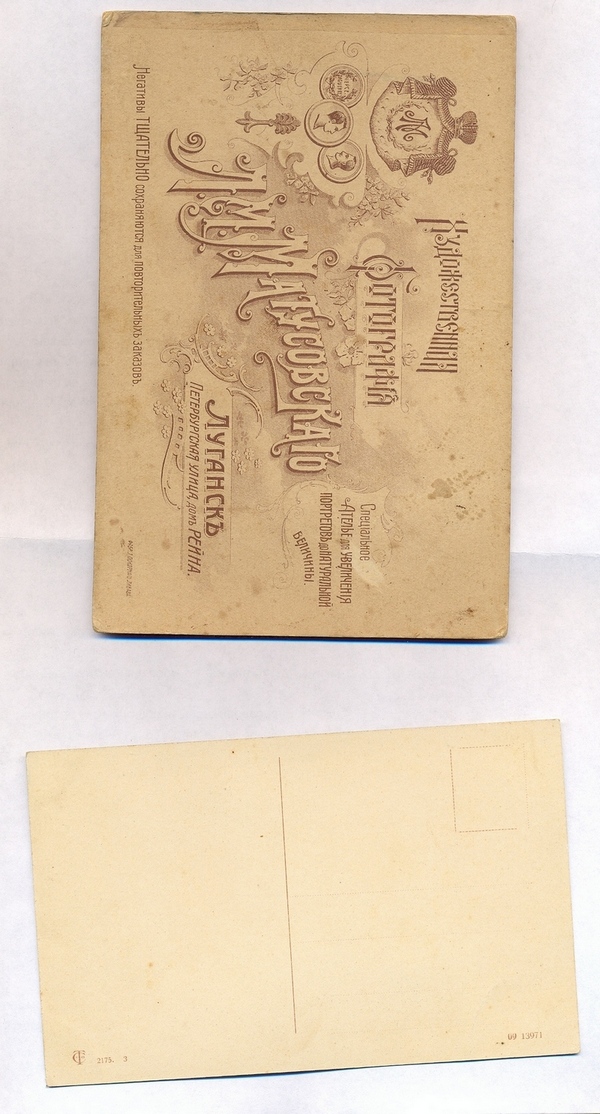 Художественная
Фотографія
Л. М. Матусовскаго
Спеціальное
Ателье для увеличенія
портретовъ до натуральной
величины.
Луганскъ
Петербургская улица, домъ Рейна.
Негативы ТЩАТЕЛЬНО сохраняются для повторительныхъ заказовъ.
2175. 3
09 13971